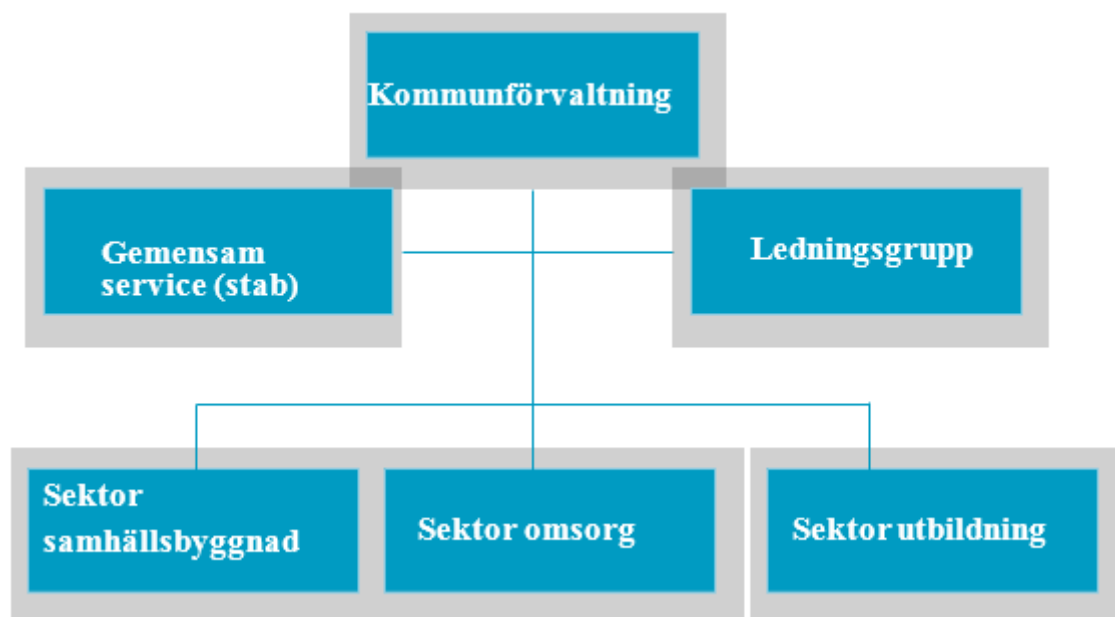 Kommunförvaltning
Gemensam
service (stab)
Ledningsgrupp
Sektor
samhällsbyggnad
Sektor omsorg
Sektor utbildning